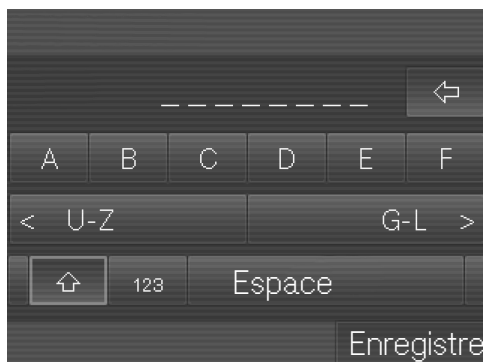 _ _ _ _ _ _ _ _ _
A B C D E F
< U-Z G-L >
123 Espace
Enregistre